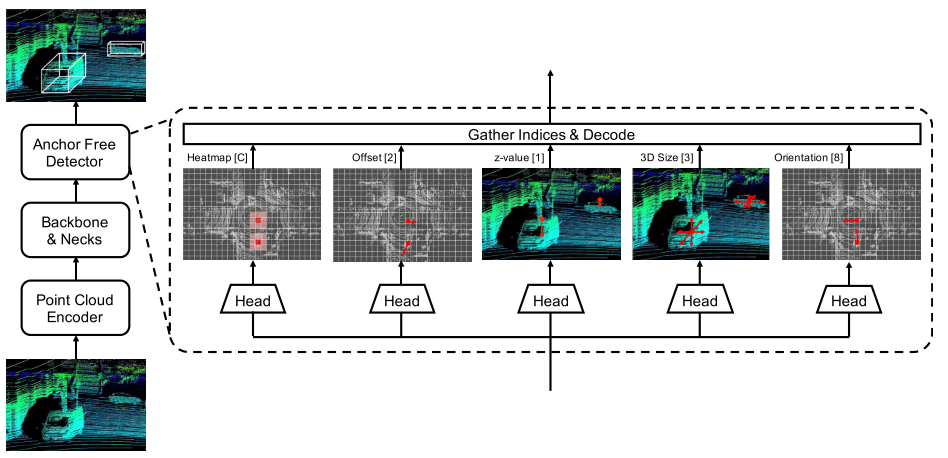 Anchor Free
Detector
Backbone
& Necks
Point Cloud
Encoder
Gather Indices & Decode
Heatmap [C]
Offset [2]
z-value [1]
3D Size [3]
Orientation [8]
Head
Head
Head
Head
Head